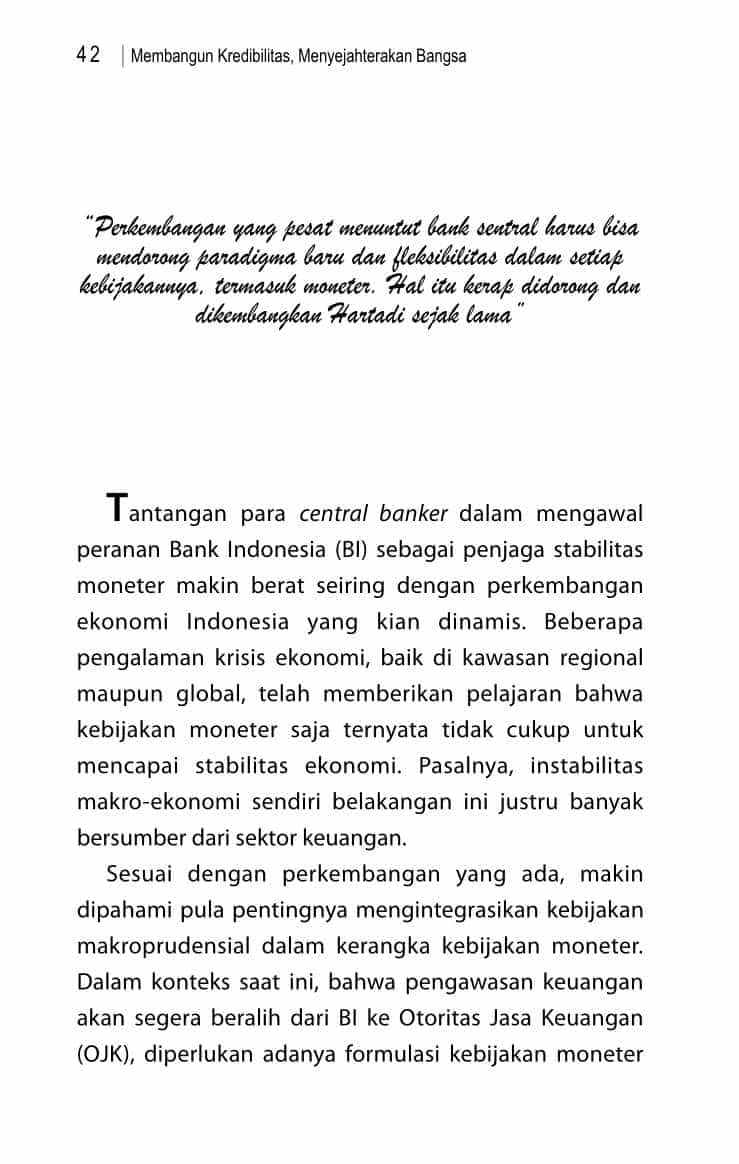 42 | Membangun Kredibilitas, Menyejahterakan Bangsa
"Perkembangan yang pesat menuntut bank sentral harus bisa
mendorong paradigma baru dan fleksibilitas dalam setiap
kebijakannya, termasuk moneter. Hal itu kerap didorong dan
dikembangkan Hartadi sejak lama"
Tantangan para central banker dalam mengawal
peranan Bank Indonesia (BI) sebagai penjaga stabilitas
moneter makin berat seiring dengan perkembangan
ekonomi Indonesia yang kian dinamis. Beberapa
pengalaman krisis ekonomi, baik di kawasan regional
maupun global, telah memberikan pelajaran bahwa
kebijakan moneter saja ternyata tidak cukup untuk
mencapai stabilitas ekonomi. Pasalnya, instabilitas
makro-ekonomi sendiri belakangan ini justru banyak
bersumber dari sektor keuangan.
Sesuai dengan perkembangan yang ada, makin
dipahami pula pentingnya mengintegrasikan kebijakan
makroprudensial dalam kerangka kebijakan moneter.
Dalam konteks saat ini, bahwa pengawasan keuangan
akan segera beralih dari BI ke Otoritas Jasa Keuangan
(OJK), diperlukan adanya formulasi kebijakan moneter